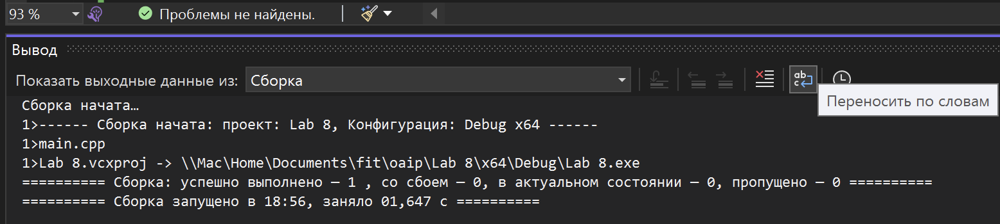 93 %
Проблемы не найдены.
Вывод
Показать выходные данные из: Сборка
ab
c
Переносить по словам
Сборка начата…
1>------ Сборка начата: проект: Lab 8, Конфигурация: Debug x64 ------
1>main.cpp
1>Lab 8.vcxproj -> \\Mac\Home\Documents\fit\oaip\Lab 8\x64\Debug\Lab 8.exe
========== Сборка: успешно выполнено — 1 , со сбоем — 0, в актуальном состоянии — 0, пропущено — 0 ==========
========== Сборка запущено в 18:56, заняло 01,647 с ==========